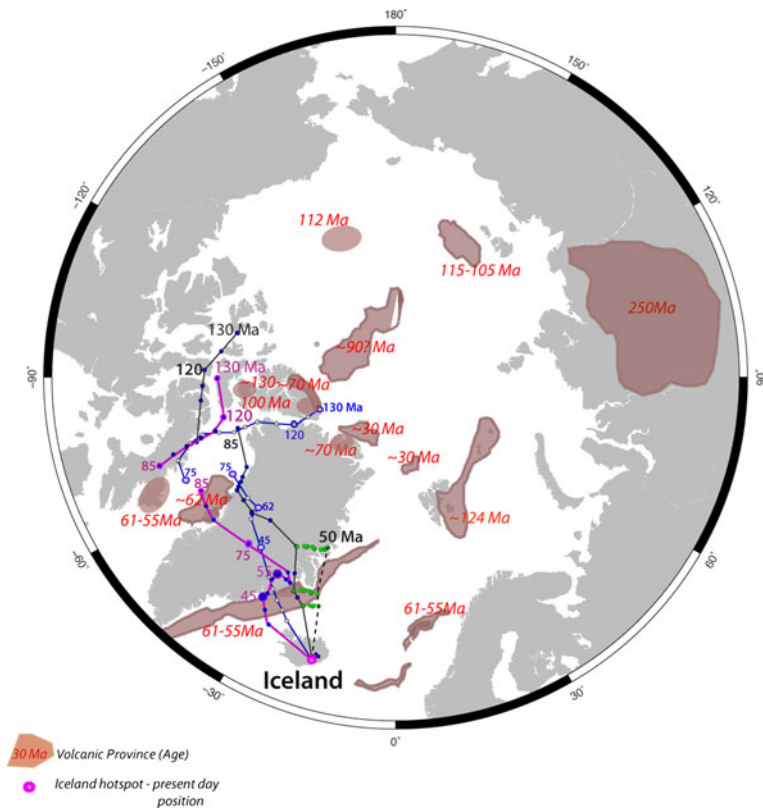 180˚
-150˚
150˚
-120˚
120˚
112 Ma
115-105 Ma
250Ma
130 Ma
~90? Ma
120
130 Ma
-90˚
90˚
~130-
100 Ma
~70 Ma
130 Ma
120
120
85
~30 Ma
~70 Ma
85
75
75
~30 Ma
85
~62 Ma
61-55Ma
62
~124 Ma
50 Ma
75
45
55
-60˚
60˚
45
61-55Ma
61-55Ma
Iceland
-30˚
30˚
0˚
30 Ma
Volcanic Province (Age)
Iceland hotspot - present day
position